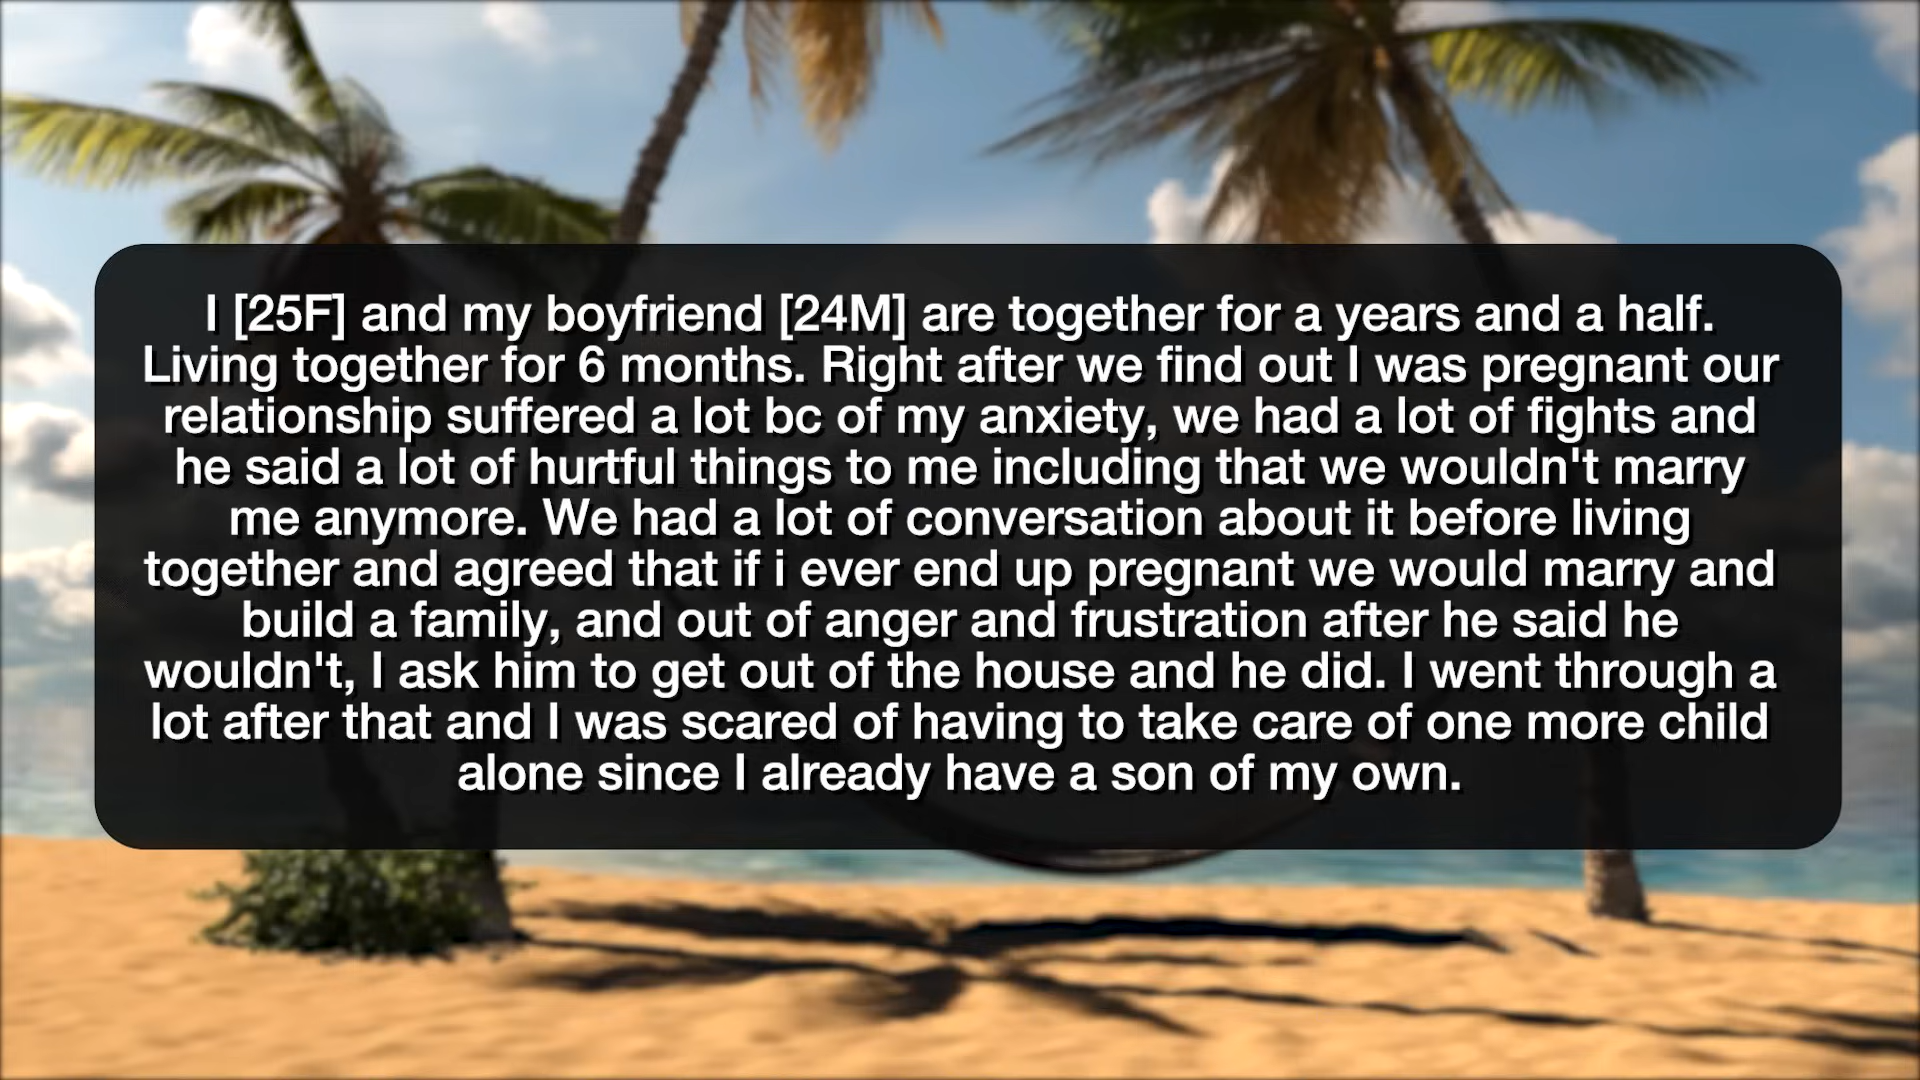 I [25F] and my boyfriend [24M] are together for a years and a half.
Living together for 6 months. Right after we find out I was pregnant our
relationship suffered a lot bc of my anxiety, we had a lot of fights and
he said a lot of hurtful things to me including that we wouldn't marry
me anymore. We had a lot of conversation about it before living
together and agreed that if i ever end up pregnant we would marry and
build a family, and out of anger and frustration after he said he
wouldn't, I ask him to get out of the house and he did. I went through a
lot after that and I was scared of having to take care of one more child
alone since I already have a son of my own.